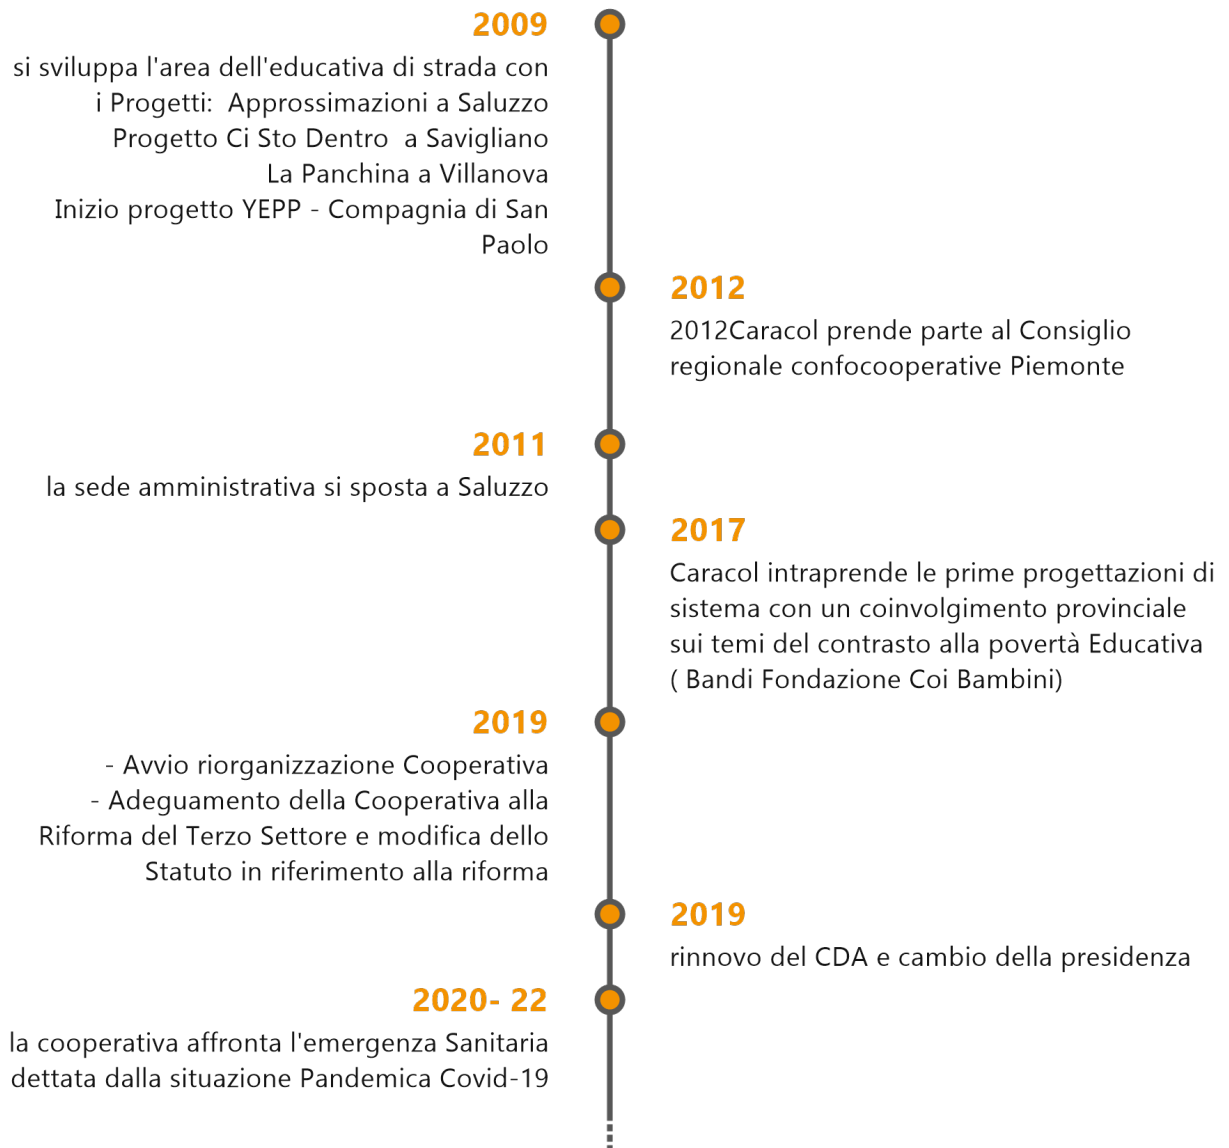 2009
si sviluppa l'area dell'educativa di strada con
i Progetti:  Approssimazioni a Saluzzo
Progetto Ci Sto Dentro  a Savigliano
La Panchina a Villanova
Inizio progetto YEPP - Compagnia di San
Paolo
2012
2012Caracol prende parte al Consiglio
regionale confocooperative Piemonte
2011
la sede amministrativa si sposta a Saluzzo
2017
Caracol intraprende le prime progettazioni di
sistema con un coinvolgimento provinciale
sui temi del contrasto alla povertà Educativa
( Bandi Fondazione Coi Bambini)
2019
- Avvio riorganizzazione Cooperativa
- Adeguamento della Cooperativa alla
Riforma del Terzo Settore e modifica dello
Statuto in riferimento alla riforma
2019
rinnovo del CDA e cambio della presidenza
2020- 22
la cooperativa affronta l'emergenza Sanitaria
dettata dalla situazione Pandemica Covid-19